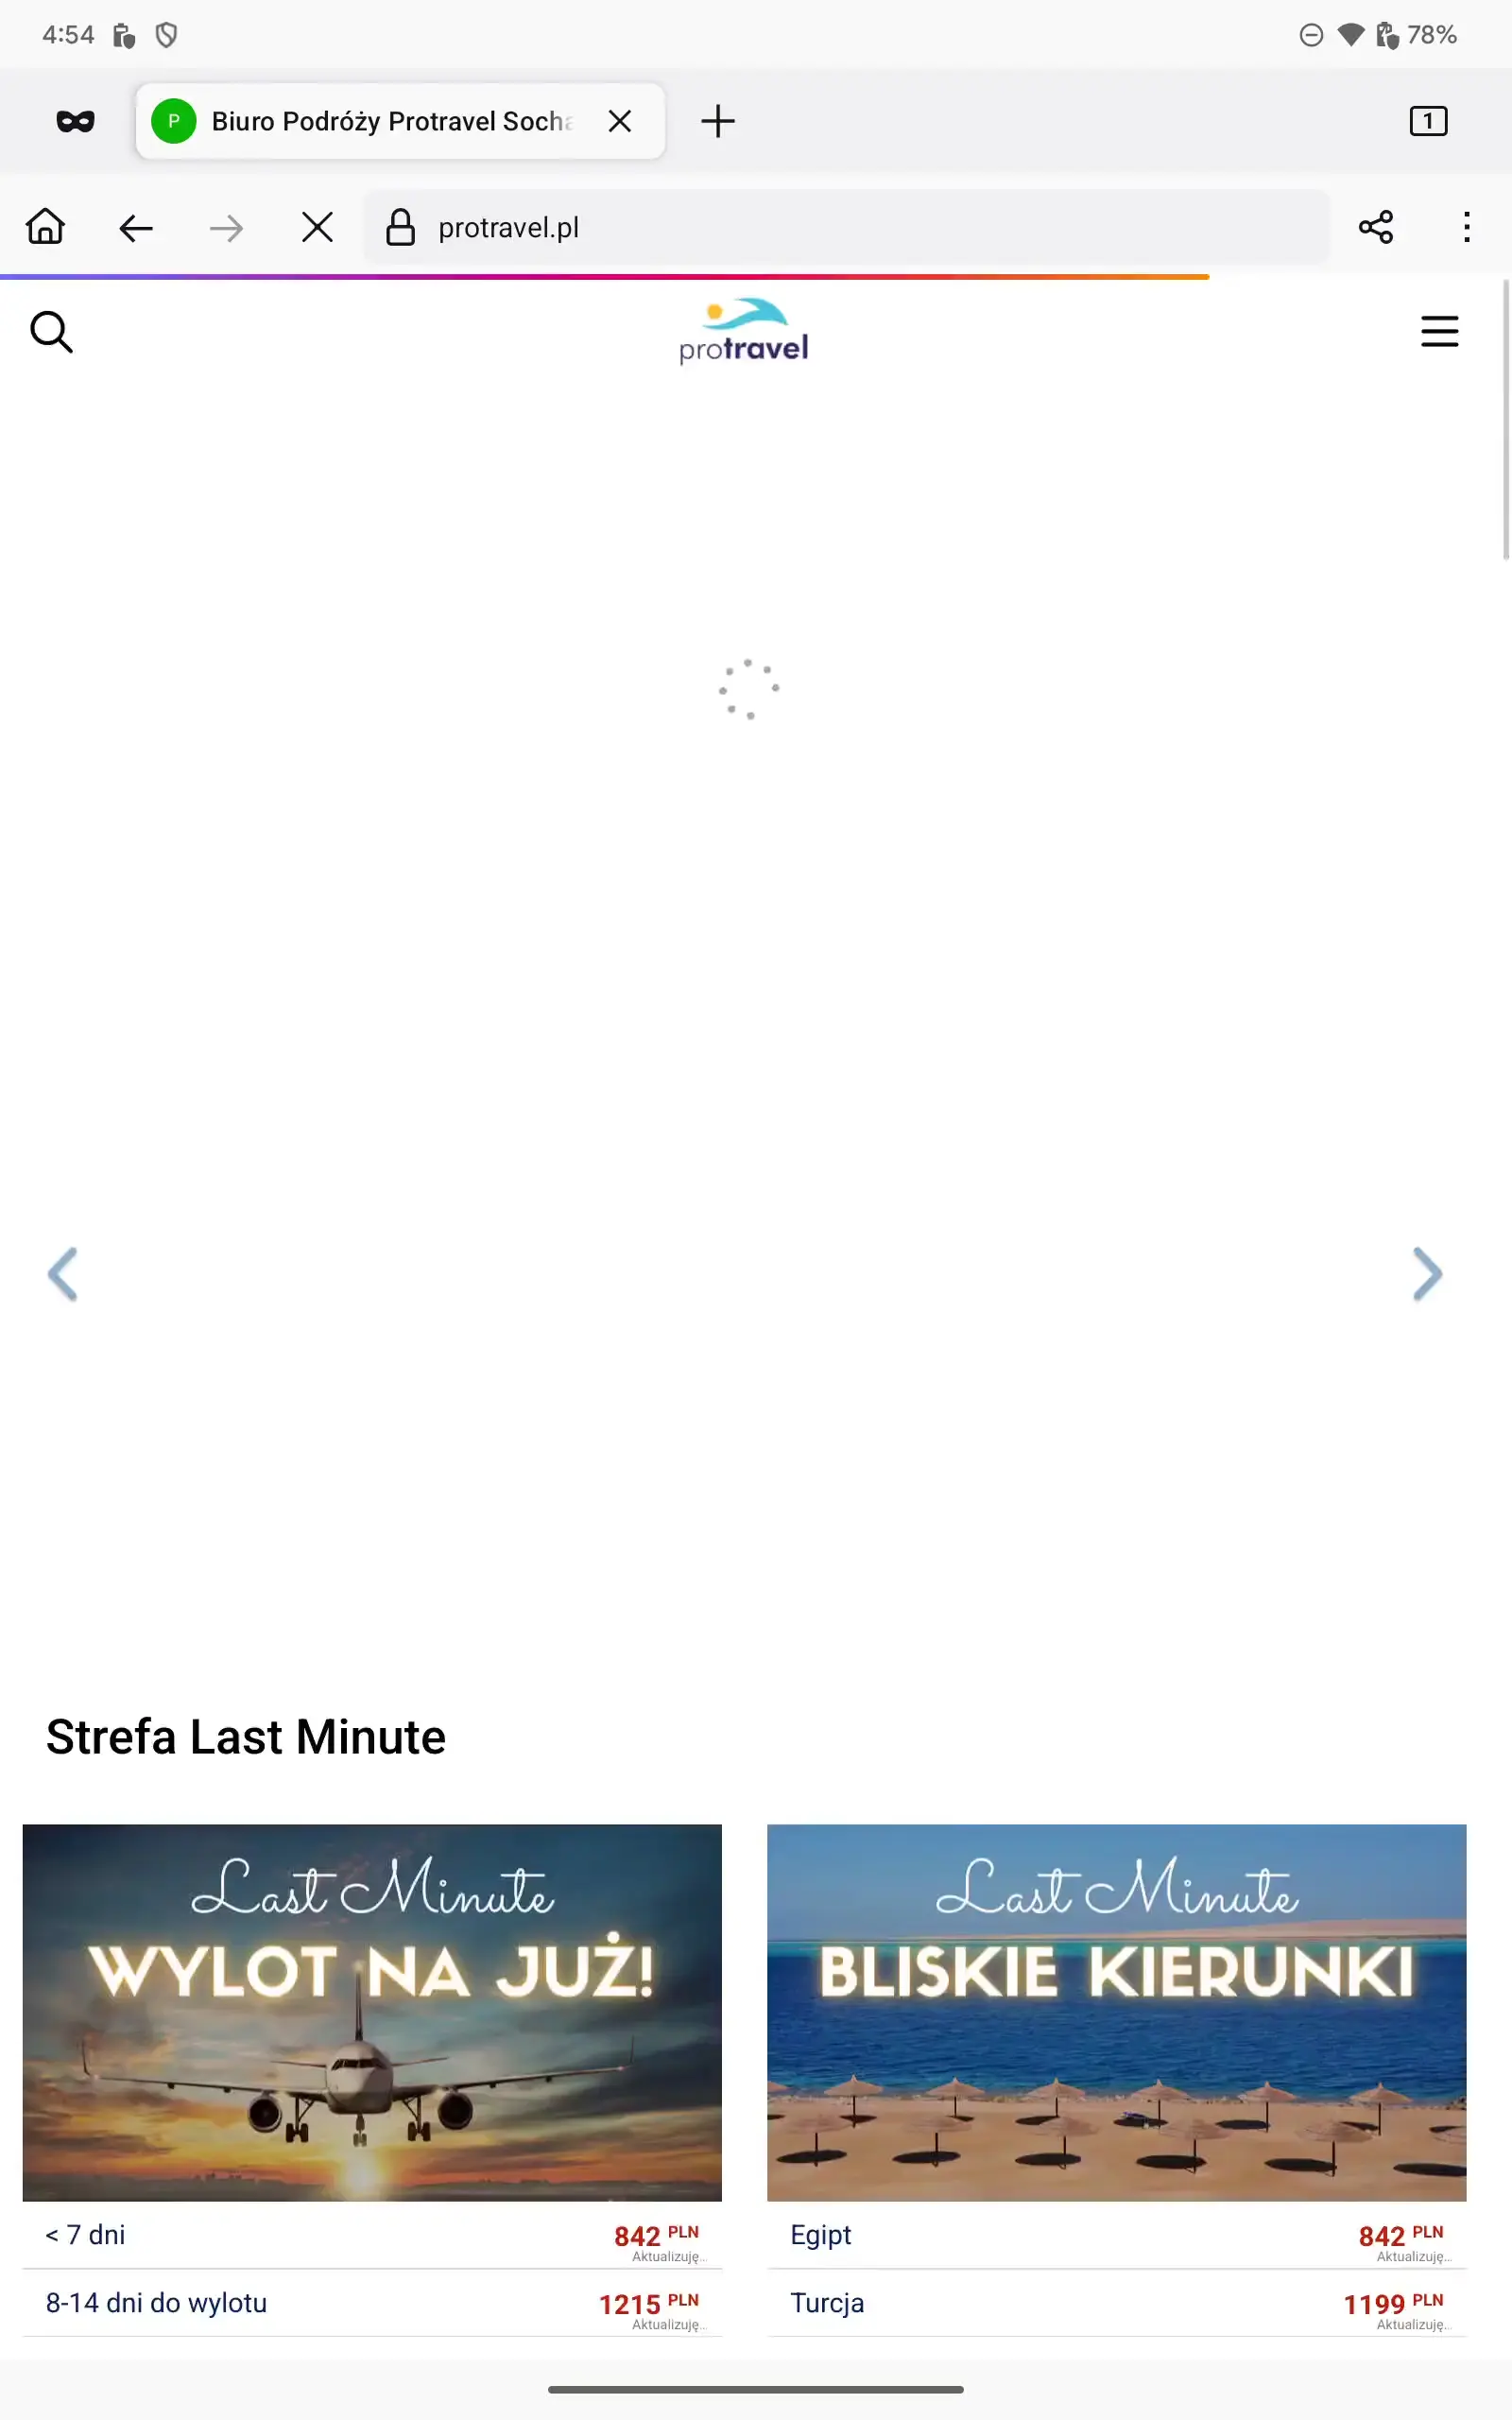 4:54
78%
P Biuro Podróży Protravel Socha
1
protravel.pl
protravel
Strefa Last Minute
Last Minute
WYLOT NA JUŻ!
Last Minute
BLISKIE KIERUNKI
< 7 dni 842 PLN
Aktualizuję...
8-14 dni do wylotu 1215 PLN
Aktualizuję...
Egipt 842 PLN
Aktualizuję...
Turcja 1199 PLN
Aktualizuję...